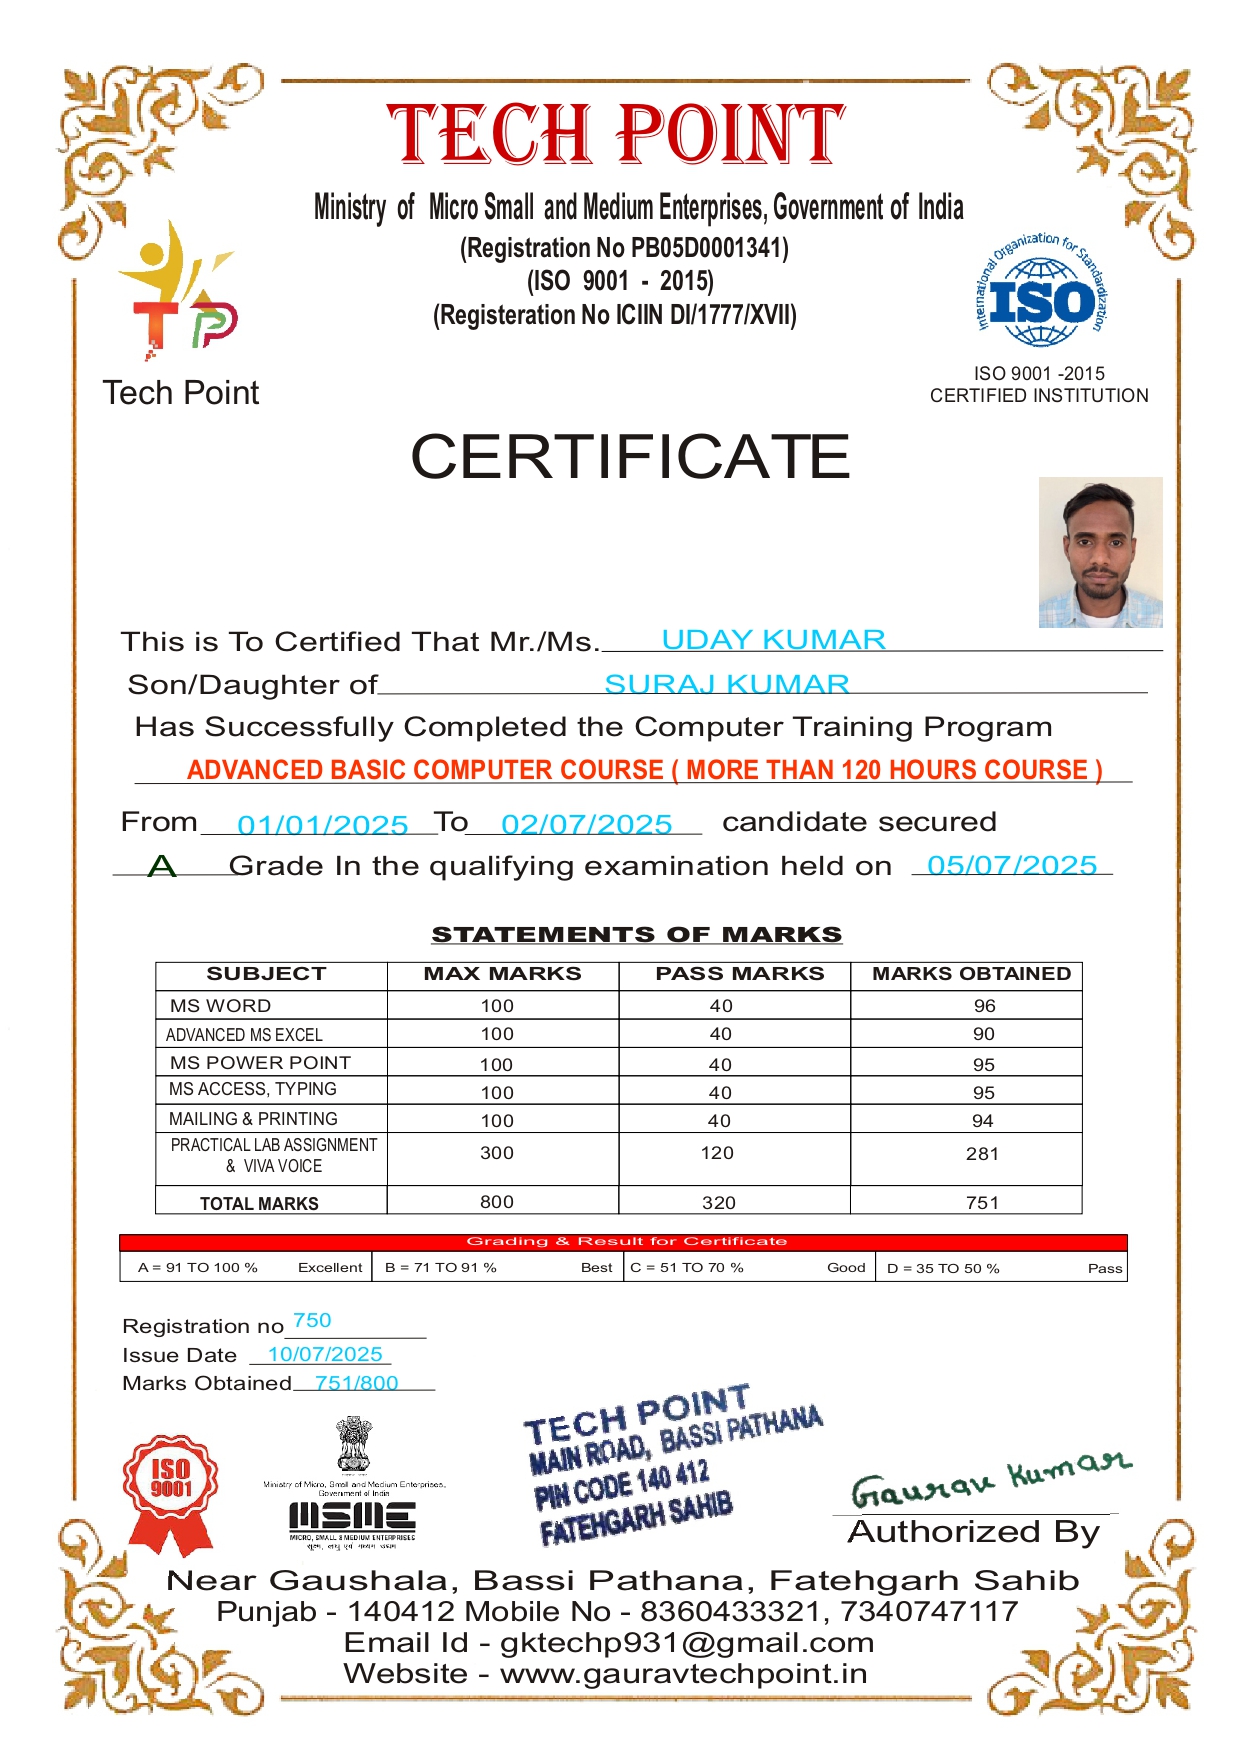 TECH POINT
Ministry of Micro Small and Medium Enterprises, Government of India
(Registration No PB05D0001341)
(ISO 9001 - 2015)
(Registeration No ICIIN DI/1777/XVII)
TP
Tech Point
International Organization for Standardization
ISO
ISO 9001 -2015
CERTIFIED INSTITUTION
CERTIFICATE
This is To Certified That Mr./Ms. UDAY KUMAR
Son/Daughter of SURAJ KUMAR
Has Successfully Completed the Computer Training Program
ADVANCED BASIC COMPUTER COURSE ( MORE THAN 120 HOURS COURSE )
From 01/01/2025 To 02/07/2025 candidate secured
A Grade In the qualifying examination held on 05/07/2025
STATEMENTS OF MARKS
SUBJECT MAX MARKS PASS MARKS MARKS OBTAINED
MS WORD 100 40 96
ADVANCED MS EXCEL 100 40 90
MS POWER POINT 100 40 95
MS ACCESS, TYPING 100 40 95
MAILING & PRINTING 100 40 94
PRACTICAL LAB ASSIGNMENT
& VIVA VOICE 300 120 281
TOTAL MARKS 800 320 751
Grading & Result for Certificate
A = 91 TO 100 % Excellent B = 71 TO 91 % Best C = 51 TO 70 % Good D = 35 TO 50 % Pass
Registration no 750
Issue Date 10/07/2025
Marks Obtained 751/800
ISO
9001
Ministry of Micro, Small and Medium Enterprises,
Government of India
MSME
MICRO, SMALL & MEDIUM ENTERPRISES
सूक्ष्म, लघु एवं मध्यम उद्यम
TECH POINT
MAIN ROAD, BASSI PATHANA
PIN CODE 140 412
FATEHGARH SAHIB
Gaurav Kumar
Authorized By
Near Gaushala, Bassi Pathana, Fatehgarh Sahib
Punjab - 140412 Mobile No - 8360433321, 7340747117
Email Id - gktechp931@gmail.com
Website - www.gauravtechpoint.in